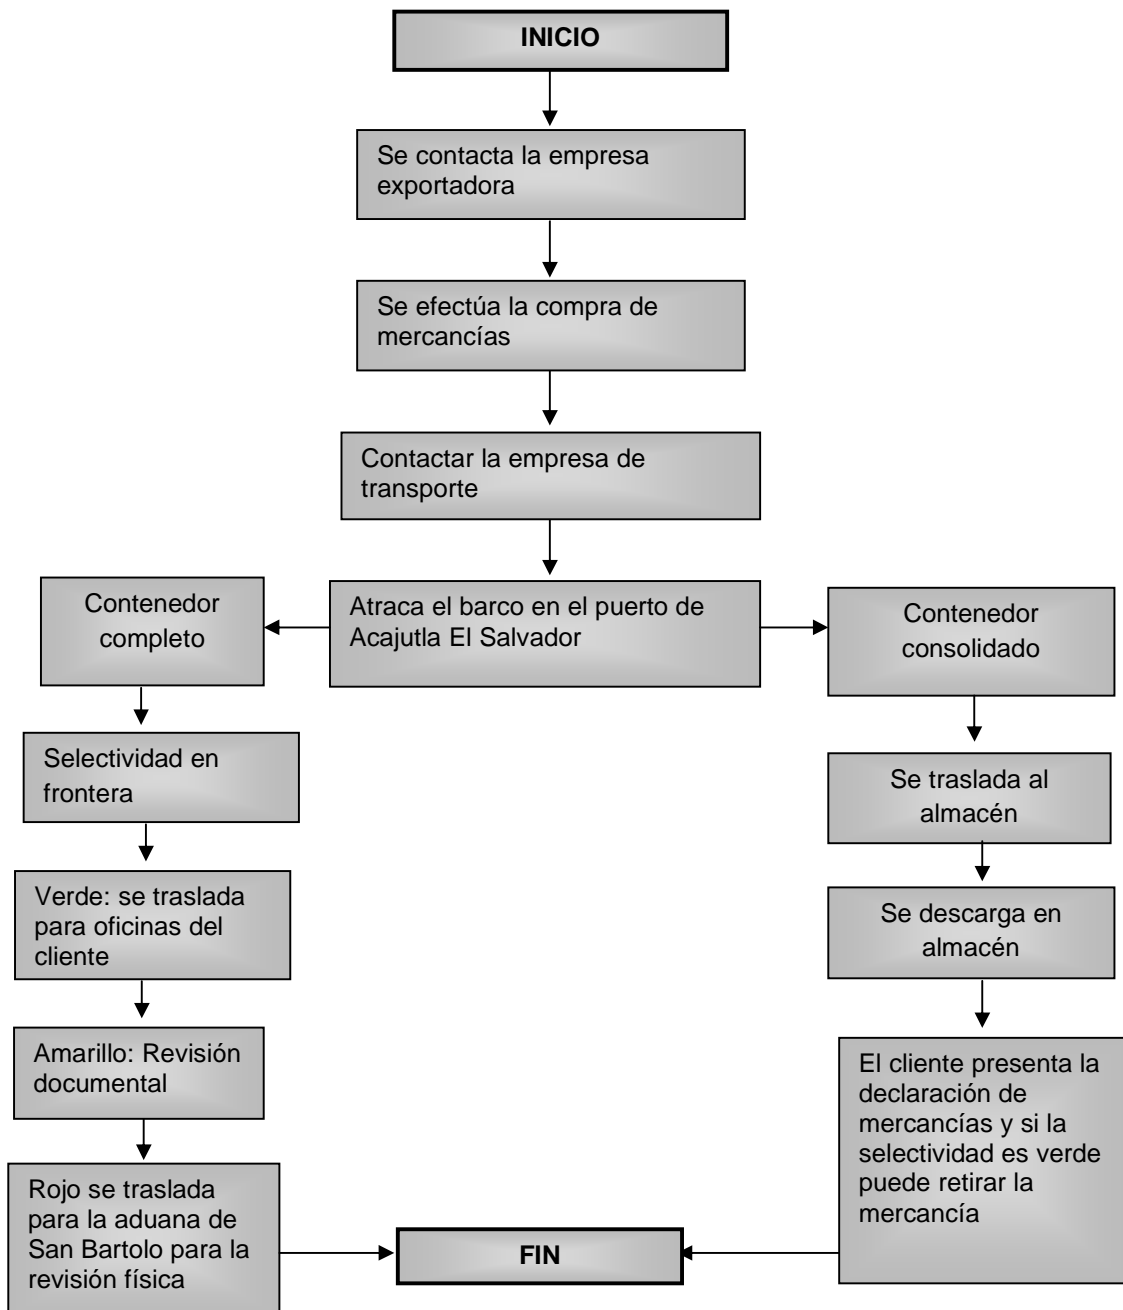 INICIO
Se contacta la empresa
exportadora
Se efectúa la compra de
mercancías
Contactar la empresa de
transporte
Atraca el barco en el puerto de
Acajutla El Salvador
Contenedor
completo
Selectividad en
frontera
Verde: se traslada
para oficinas del
cliente
Amarillo: Revisión
documental
Rojo se traslada
para la aduana de
San Bartolo para la
revisión física
Contenedor
consolidado
Se traslada al
almacén
Se descarga en
almacén
El cliente presenta la
declaración de
mercancías y si la
selectividad es verde
puede retirar la
mercancía
FIN